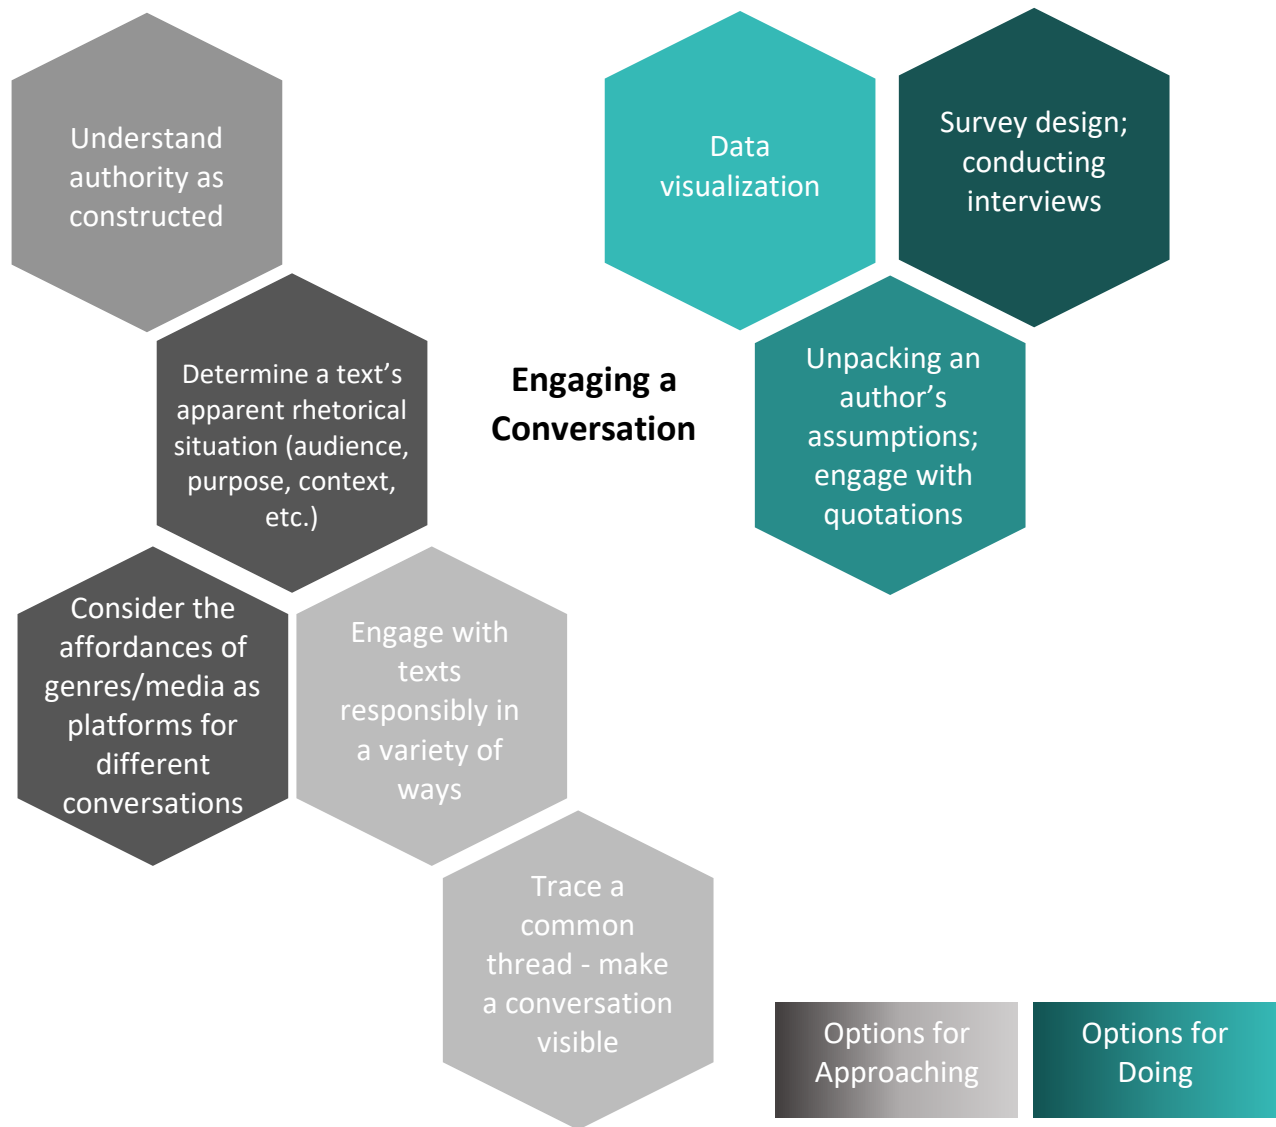 Understand
authority as
constructed
Data
visualization
Survey design;
conducting
interviews
Determine a text’s
apparent rhetorical
situation (audience,
purpose, context,
etc.)
Engaging a
Conversation
Unpacking an
author’s
assumptions;
engage with
quotations
Consider the
affordances of
genres/media as
platforms for
different
conversations
Engage with
texts
responsibly in
a variety of
ways
Trace a
common
thread - make
a conversation
visible
Options for
Approaching
Options for
Doing